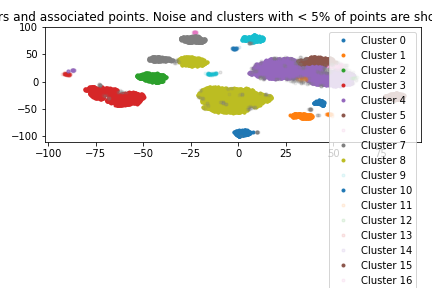 rs and associated points. Noise and clusters with < 5% of points are sho
100
50
0
−50
−100
−100
−75
−50
−25
0
25
50
Cluster 0
Cluster 1
Cluster 2
Cluster 3
Cluster 4
Cluster 5
Cluster 6
Cluster 7
Cluster 8
Cluster 9
Cluster 10
Cluster 11
Cluster 12
Cluster 13
Cluster 14
Cluster 15
Cluster 16